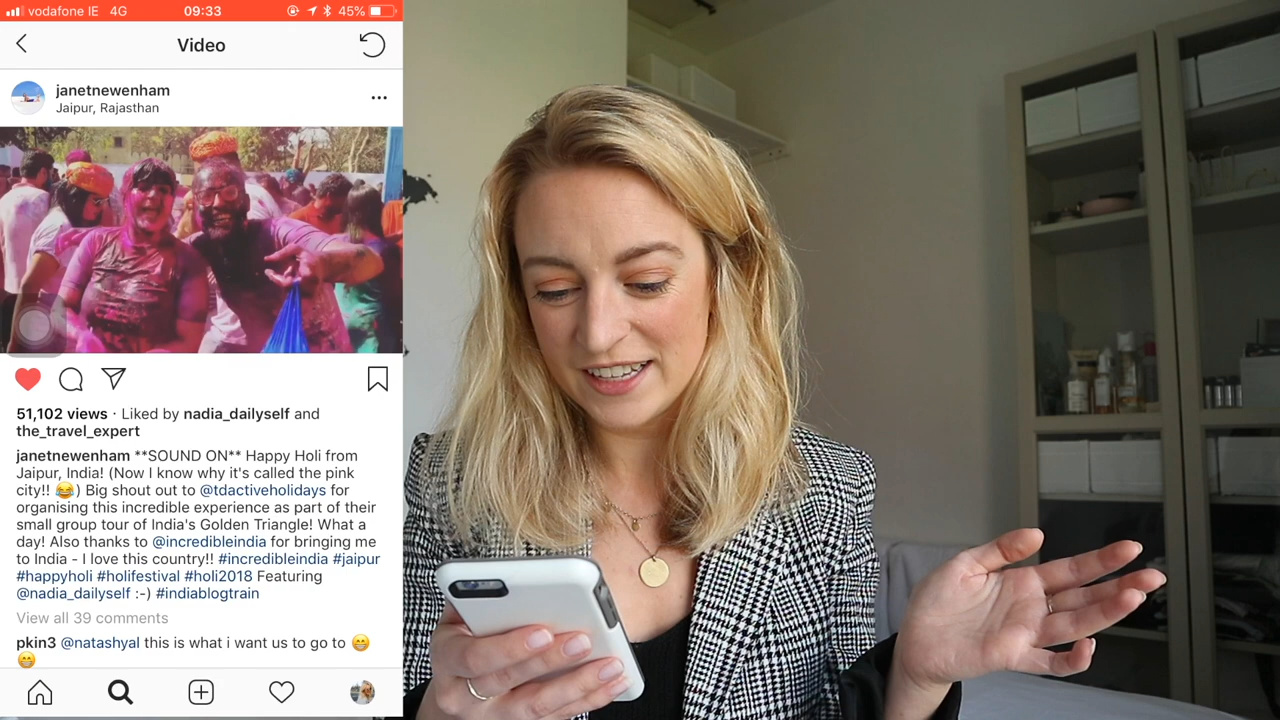 vodafone IE 4G 09:33 45%
Video
janetnewenham
Jaipur, Rajasthan
51,102 views · Liked by nadia_dailyself and
the_travel_expert
janetnewenham **SOUND ON** Happy Holi from
Jaipur, India! (Now I know why it's called the pink
city!! 😂) Big shout out to @tdactiveholidays for
organising this incredible experience as part of their
small group tour of India's Golden Triangle! What a
day! Also thanks to @incredibleindia for bringing me
to India - I love this country!! #incredibleindia #jaipur
#happyholi #holifestival #holi2018 Featuring
@nadia_dailyself :-) #indiablogtrain
View all 39 comments
pkin3 @natashyal this is what i want us to go to 😁
😁